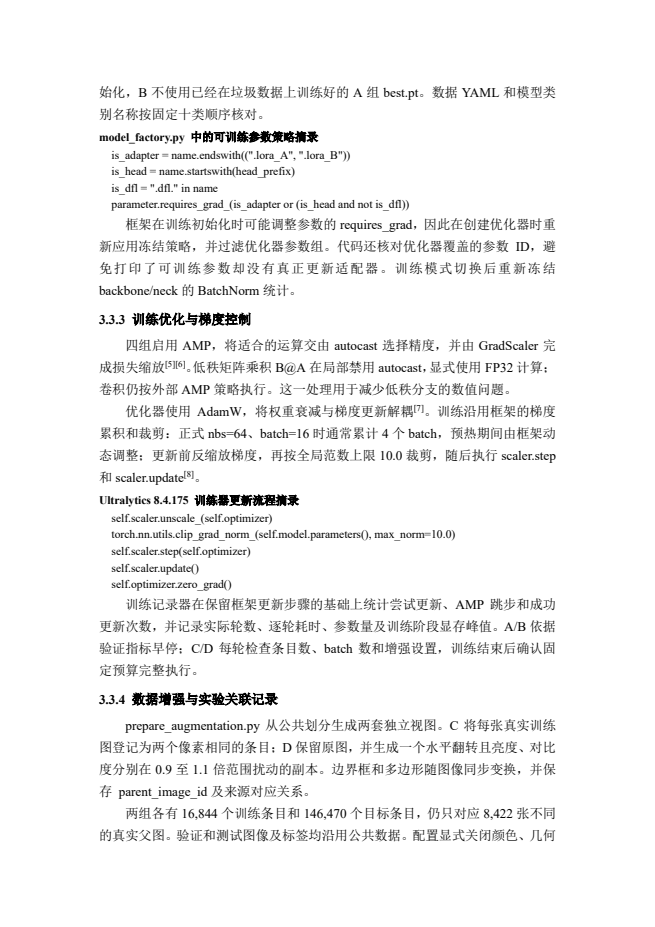 始化，B 不使用已经在垃圾数据上训练好的 A 组 best.pt。数据 YAML 和模型类
别名称按固定十类顺序核对。
model_factory.py 中的可训练参数策略摘录
is_adapter = name.endswith((".lora_A", ".lora_B"))
is_head = name.startswith(head_prefix)
is_dfl = ".dfl." in name
parameter.requires_grad_(is_adapter or (is_head and not is_dfl))
框架在训练初始化时可能调整参数的 requires_grad，因此在创建优化器时重
新应用冻结策略，并过滤优化器参数组。代码还核对优化器覆盖的参数 ID，避
免打印了可训练参数却没有真正更新适配器。训练模式切换后重新冻结
backbone/neck 的 BatchNorm 统计。
3.3.3 训练优化与梯度控制
四组启用 AMP，将适合的运算交由 autocast 选择精度，并由 GradScaler 完
成损失缩放[5][6]。低秩矩阵乘积 B@A 在局部禁用 autocast，显式使用 FP32 计算；
卷积仍按外部 AMP 策略执行。这一处理用于减少低秩分支的数值问题。
优化器使用 AdamW，将权重衰减与梯度更新解耦[7]。训练沿用框架的梯度
累积和裁剪：正式 nbs=64、batch=16 时通常累计 4 个 batch，预热期间由框架动
态调整；更新前反缩放梯度，再按全局范数上限 10.0 裁剪，随后执行 scaler.step
和 scaler.update[8]。
Ultralytics 8.4.175 训练器更新流程摘录
self.scaler.unscale_(self.optimizer)
torch.nn.utils.clip_grad_norm_(self.model.parameters(), max_norm=10.0)
self.scaler.step(self.optimizer)
self.scaler.update()
self.optimizer.zero_grad()
训练记录器在保留框架更新步骤的基础上统计尝试更新、AMP 跳步和成功
更新次数，并记录实际轮数、逐轮耗时、参数量及训练阶段显存峰值。A/B 依据
验证指标早停；C/D 每轮检查条目数、batch 数和增强设置，训练结束后确认固
定预算完整执行。
3.3.4 数据增强与实验关联记录
prepare_augmentation.py 从公共划分生成两套独立视图。C 将每张真实训练
图登记为两个像素相同的条目；D 保留原图，并生成一个水平翻转且亮度、对比
度分别在 0.9 至 1.1 倍范围扰动的副本。边界框和多边形随图像同步变换，并保
存 parent_image_id 及来源对应关系。
两组各有 16,844 个训练条目和 146,470 个目标条目，仍只对应 8,422 张不同
的真实父图。验证和测试图像及标签均沿用公共数据。配置显式关闭颜色、几何